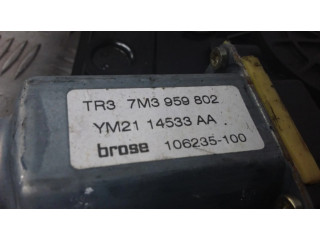 TR3 7M3 959 802
YM21 14533 AA .
brose 106235-100